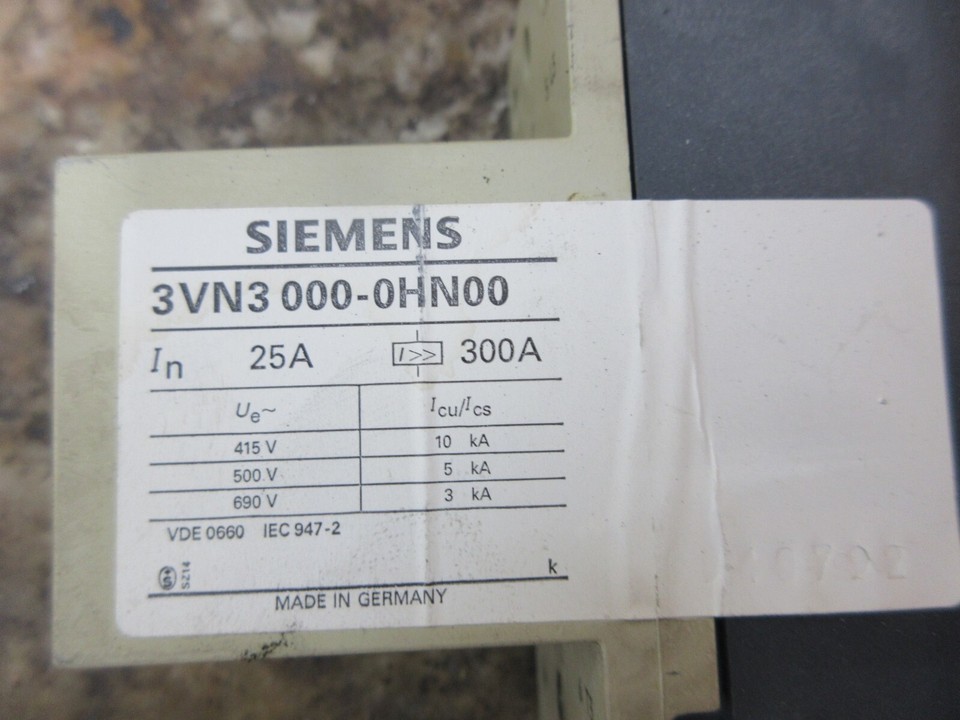 SIEMENS
3VN3 000-0HN00
In 25A I>> 300A
Ue~ Icu/Ics
415 V 10 kA
500 V 5 kA
690 V 3 kA
VDE 0660 IEC 947-2
+S SZ14
k
MADE IN GERMANY